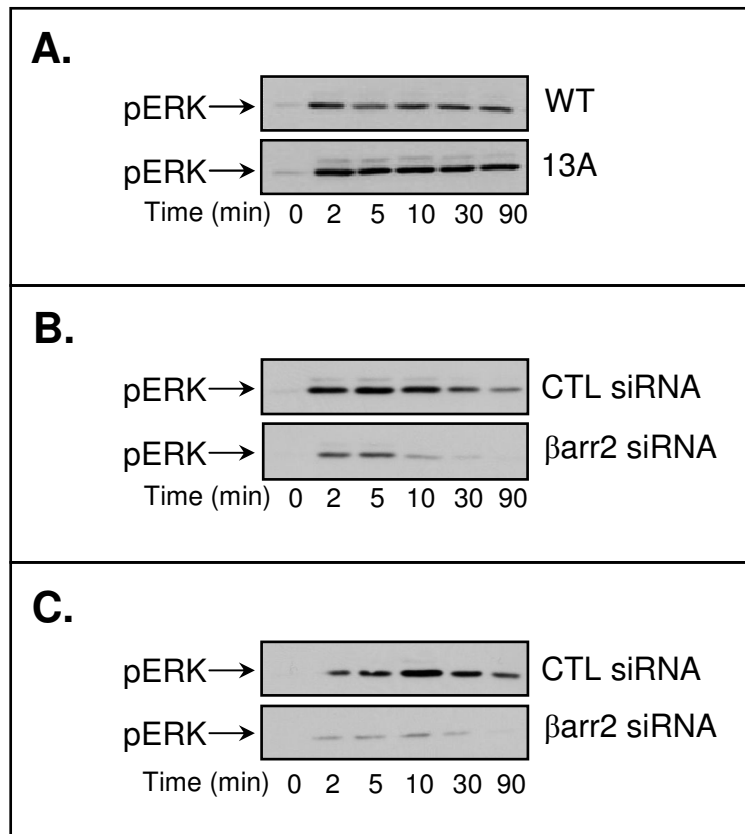 A.
pERK→ WT
pERK→ 13A
Time (min) 0 2 5 10 30 90
B.
pERK→ CTL siRNA
pERK→ βarr2 siRNA
Time (min) 0 2 5 10 30 90
C.
pERK→ CTL siRNA
pERK→ βarr2 siRNA
Time (min) 0 2 5 10 30 90